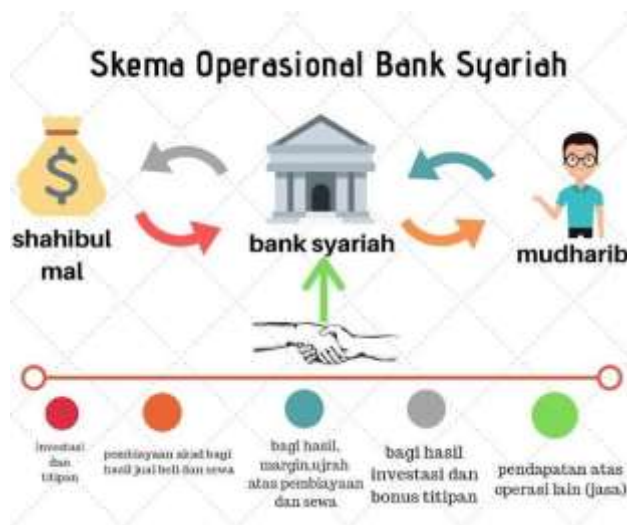 Skema Operasional Bank Syariah
shahibul
mal
bank syariah
mudharib
investasi
dan
titipan
pembiayaan akad bagi
hasil jual beli dan sewa
bagi hasil,
margin,ujrah
atas pembiayaan
dan sewa
bagi hasil
investasi dan
bonus titipan
pendapatan atas
operasi lain (jasa)